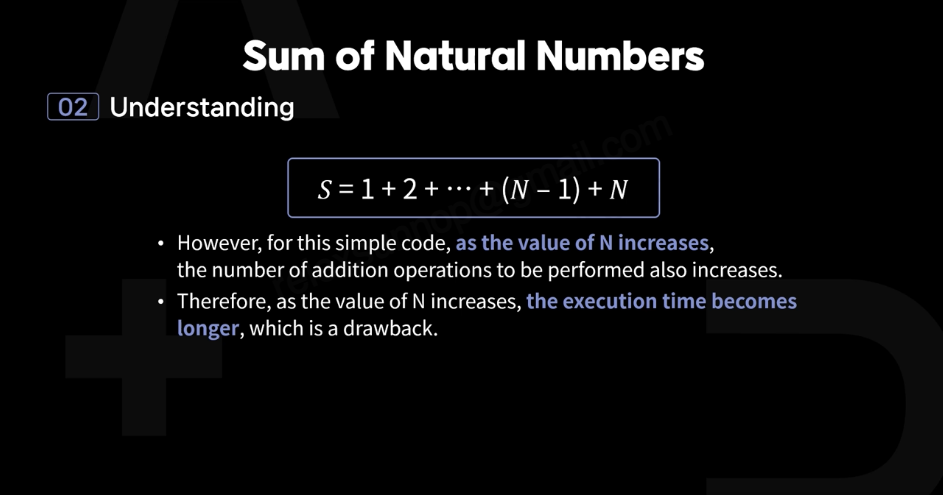 Sum of Natural Numbers
02 Understanding
S = 1 + 2 + ··· + (N – 1) + N
• However, for this simple code, as the value of N increases,
the number of addition operations to be performed also increases.
• Therefore, as the value of N increases, the execution time becomes
longer, which is a drawback.